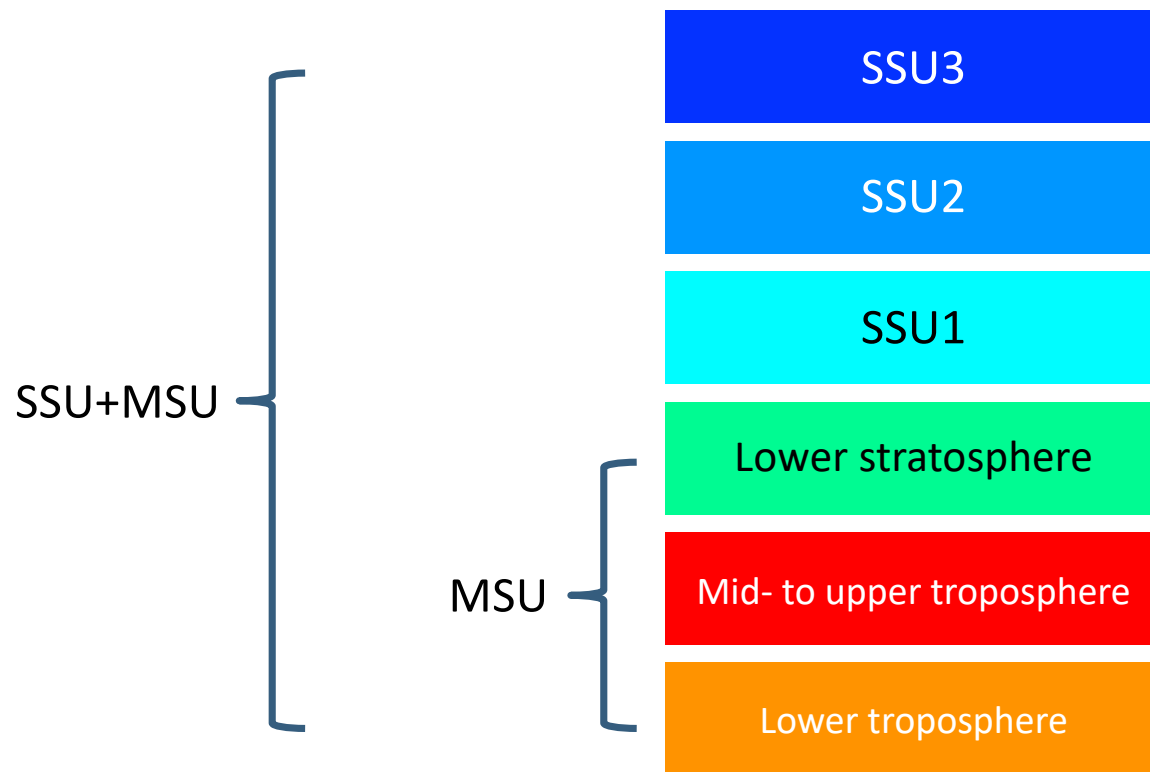 SSU3
SSU2
SSU1
SSU+MSU
Lower stratosphere
MSU
Mid- to upper troposphere
Lower troposphere